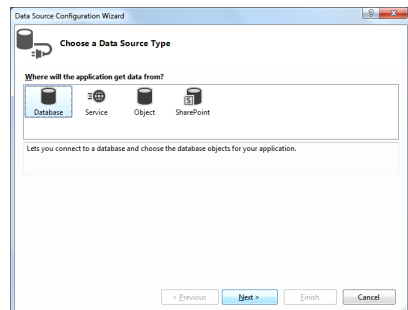 Data Source Configuration Wizard
Choose a Data Source Type
Where will the application get data from?
Database Service Object SharePoint
Lets you connect to a database and choose the database objects for your application.
< Previous Next > Finish Cancel